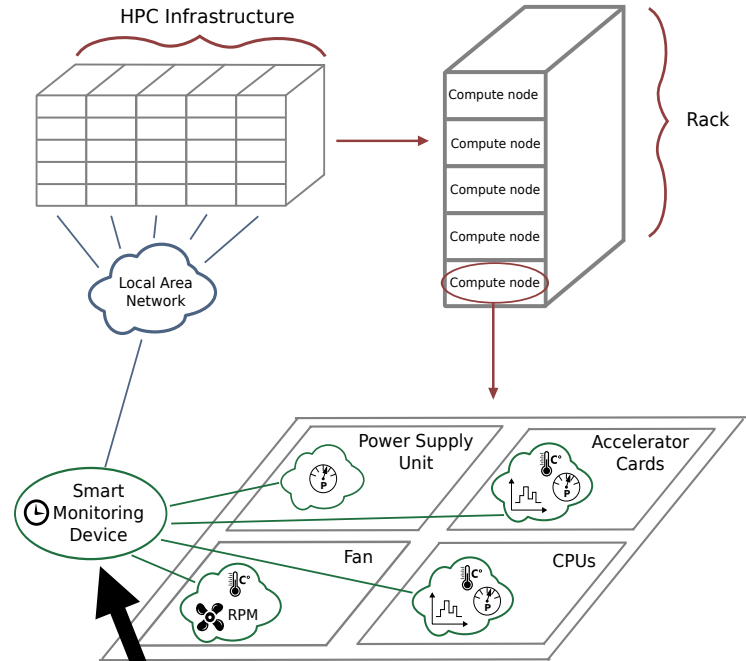 HPC Infrastructure
Compute node
Compute node
Compute node
Compute node
Compute node
Rack
Local Area
Network
Power Supply
Unit
P
Accelerator
Cards
C°
P
Smart
Monitoring
Device
Fan
C°
RPM
CPUs
C°
P